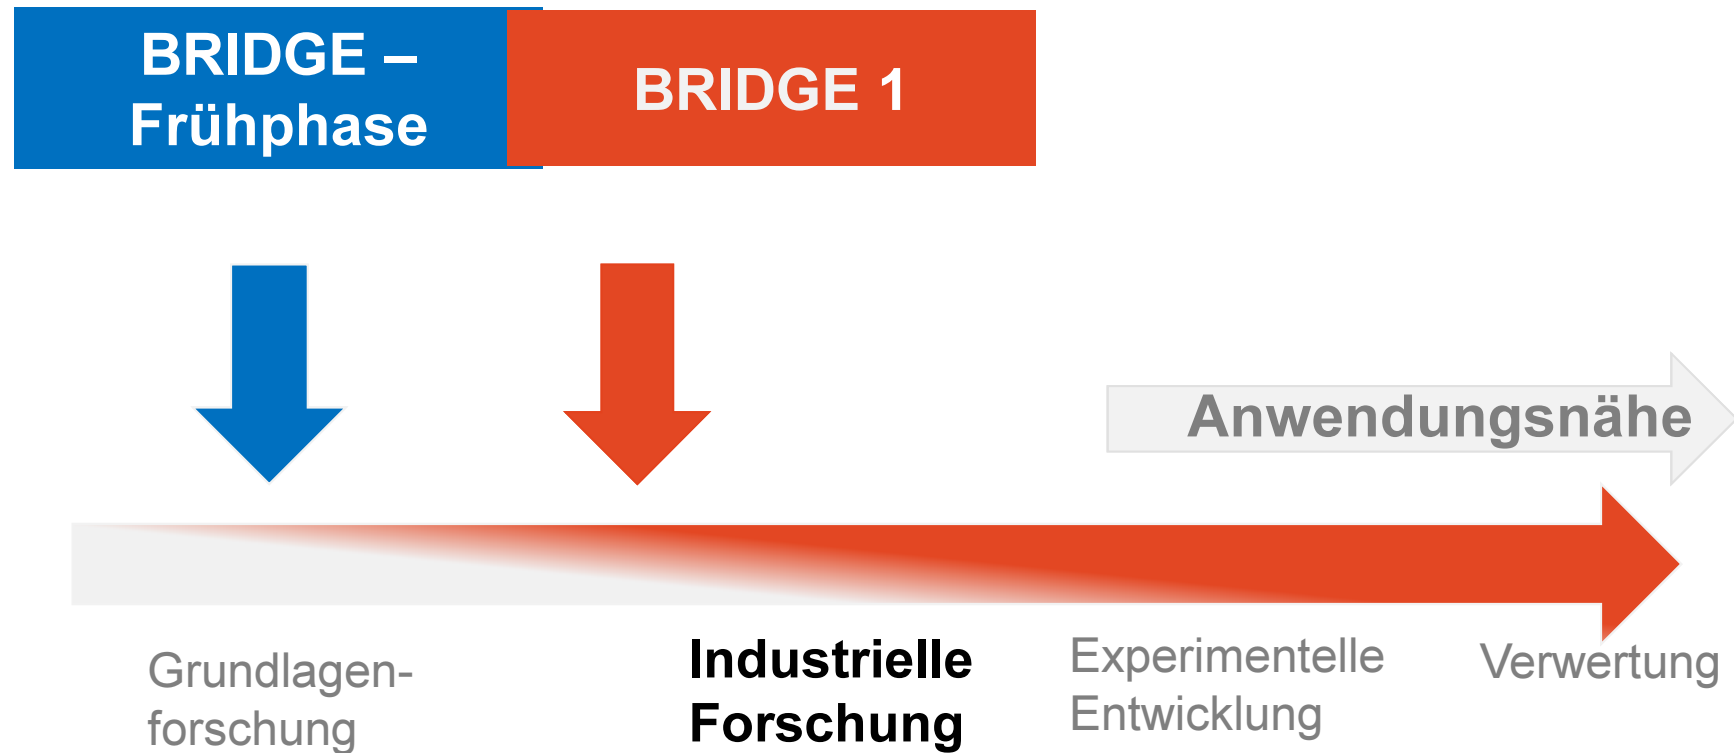 BRIDGE –
Frühphase
BRIDGE 1
Anwendungsnähe
Grundlagen-
forschung
Industrielle
Forschung
Experimentelle
Entwicklung
Verwertung